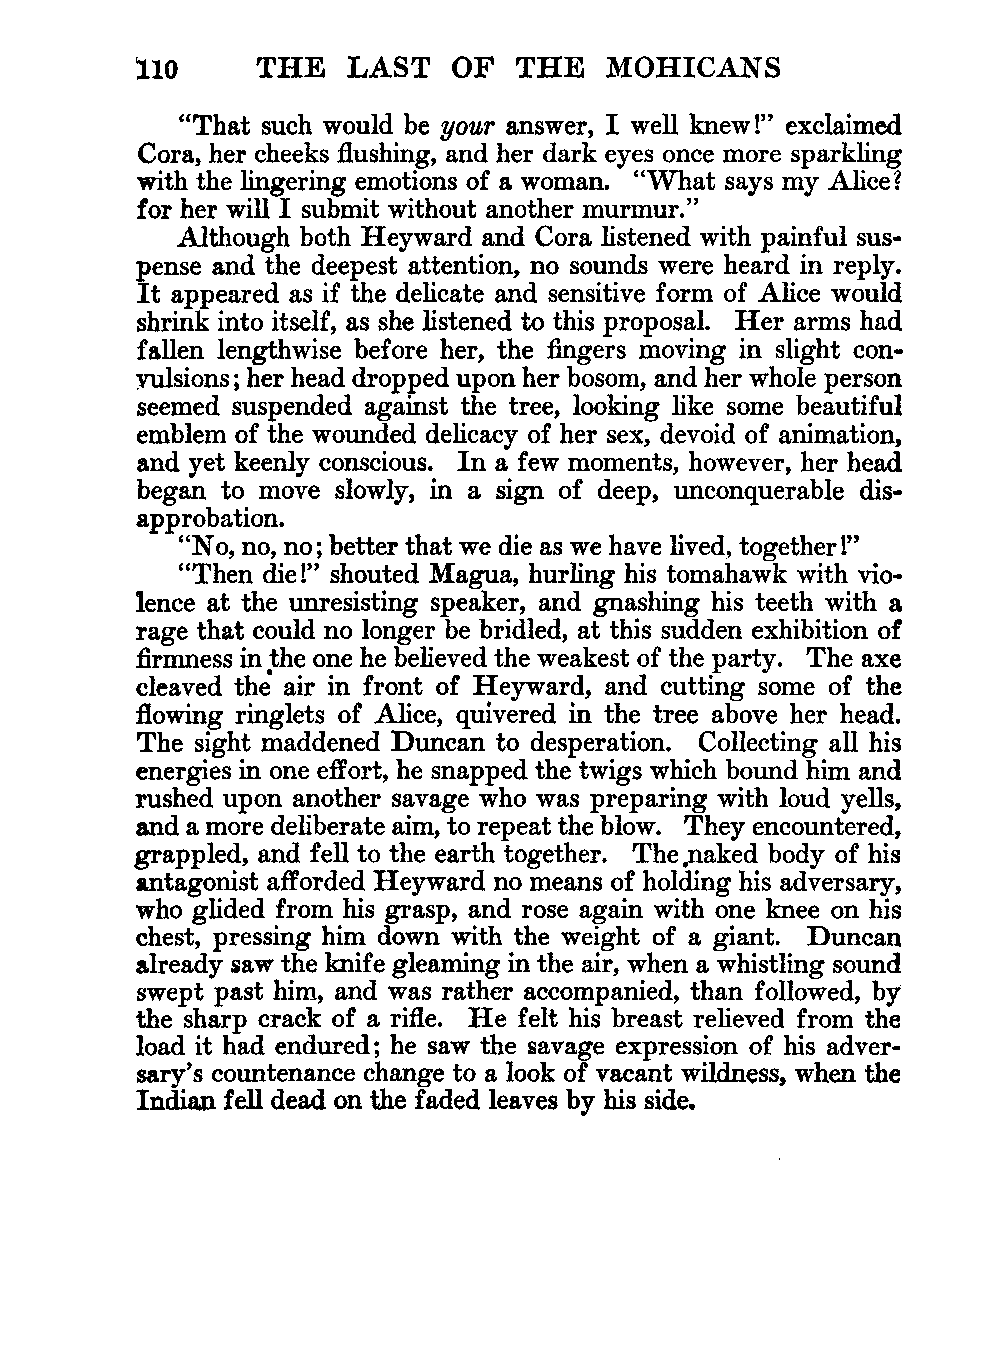 110 THE LAST OF THE MOHICANS
“That such would be your answer, I well knew!” exclaimed
Cora, her cheeks flushing, and her dark eyes once more sparkling
with the lingering emotions of a woman. “What says my Alice?
for her will I submit without another murmur.”
Although both Heyward and Cora listened with painful sus-
pense and the deepest attention, no sounds were heard in reply.
It appeared as if the delicate and sensitive form of Alice would
shrink into itself, as she listened to this proposal. Her arms had
fallen lengthwise before her, the fingers moving in slight con-
vulsions; her head dropped upon her bosom, and her whole person
seemed suspended against the tree, looking like some beautiful
emblem of the wounded delicacy of her sex, devoid of animation,
and yet keenly conscious. In a few moments, however, her head
began to move slowly, in a sign of deep, unconquerable dis-
approbation.
“No, no, no; better that we die as we have lived, together!”
“Then die!” shouted Magua, hurling his tomahawk with vio-
lence at the unresisting speaker, and gnashing his teeth with a
rage that could no longer be bridled, at this sudden exhibition of
firmness in the one he believed the weakest of the party. The axe
cleaved the air in front of Heyward, and cutting some of the
flowing ringlets of Alice, quivered in the tree above her head.
The sight maddened Duncan to desperation. Collecting all his
energies in one effort, he snapped the twigs which bound him and
rushed upon another savage who was preparing with loud yells,
and a more deliberate aim, to repeat the blow. They encountered,
grappled, and fell to the earth together. The naked body of his
antagonist afforded Heyward no means of holding his adversary,
who glided from his grasp, and rose again with one knee on his
chest, pressing him down with the weight of a giant. Duncan
already saw the knife gleaming in the air, when a whistling sound
swept past him, and was rather accompanied, than followed, by
the sharp crack of a rifle. He felt his breast relieved from the
load it had endured; he saw the savage expression of his adver-
sary’s countenance change to a look of vacant wildness, when the
Indian fell dead on the faded leaves by his side.